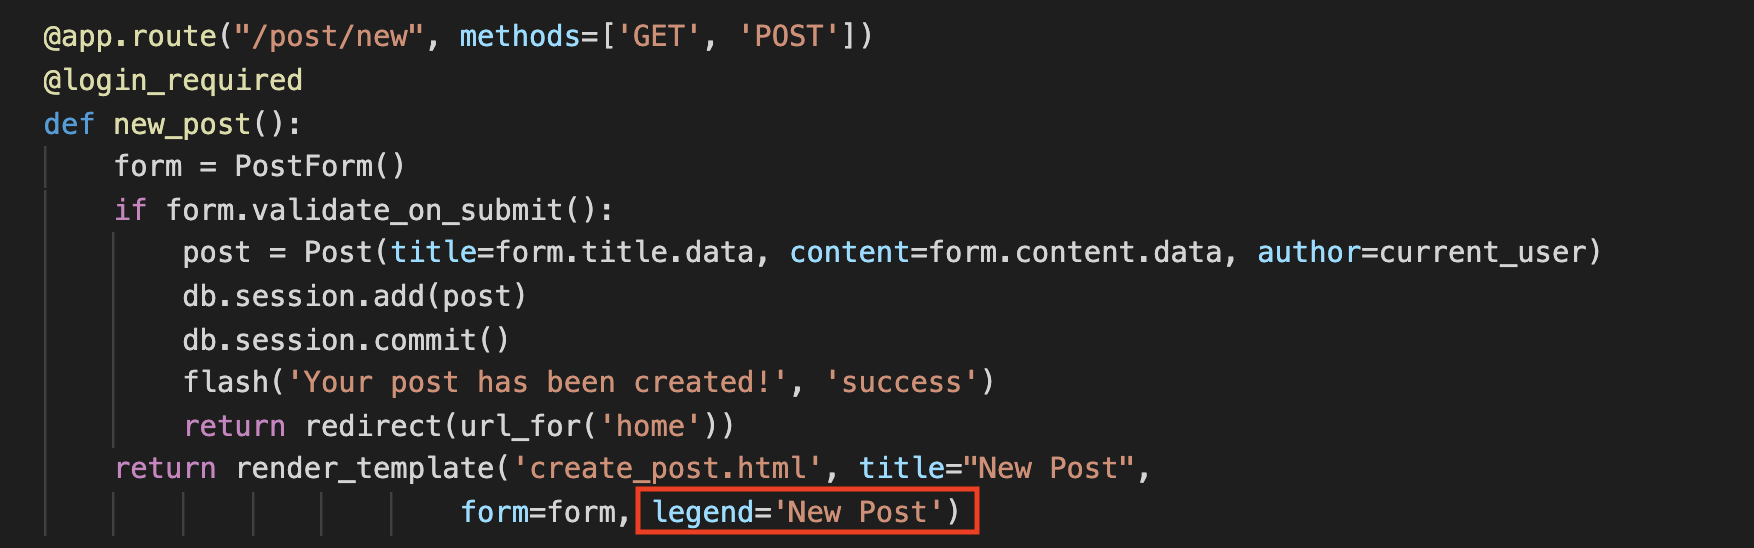 @app.route("/post/new", methods=['GET', 'POST'])
@login_required
def new_post():
    form = PostForm()
    if form.validate_on_submit():
        post = Post(title=form.title.data, content=form.content.data, author=current_user)
        db.session.add(post)
        db.session.commit()
        flash('Your post has been created!', 'success')
        return redirect(url_for('home'))
    return render_template('create_post.html', title="New Post",
                        form=form, legend='New Post')